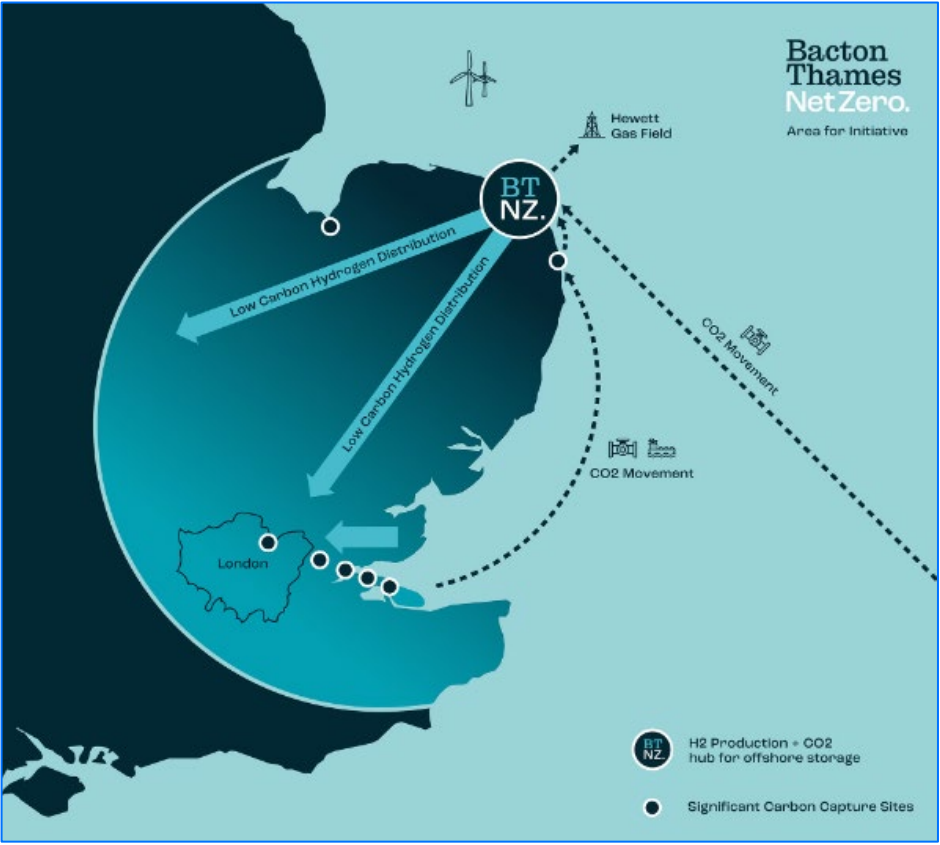 Bacton
Thames
Net Zero.
Area for Initiative
Hewett
Gas Field
BT
NZ.
Low Carbon Hydrogen Distribution
Low Carbon Hydrogen Distribution
CO2 Movement
CO2 Movement
London
BT
NZ.
H2 Production + CO2
hub for offshore storage
Significant Carbon Capture Sites